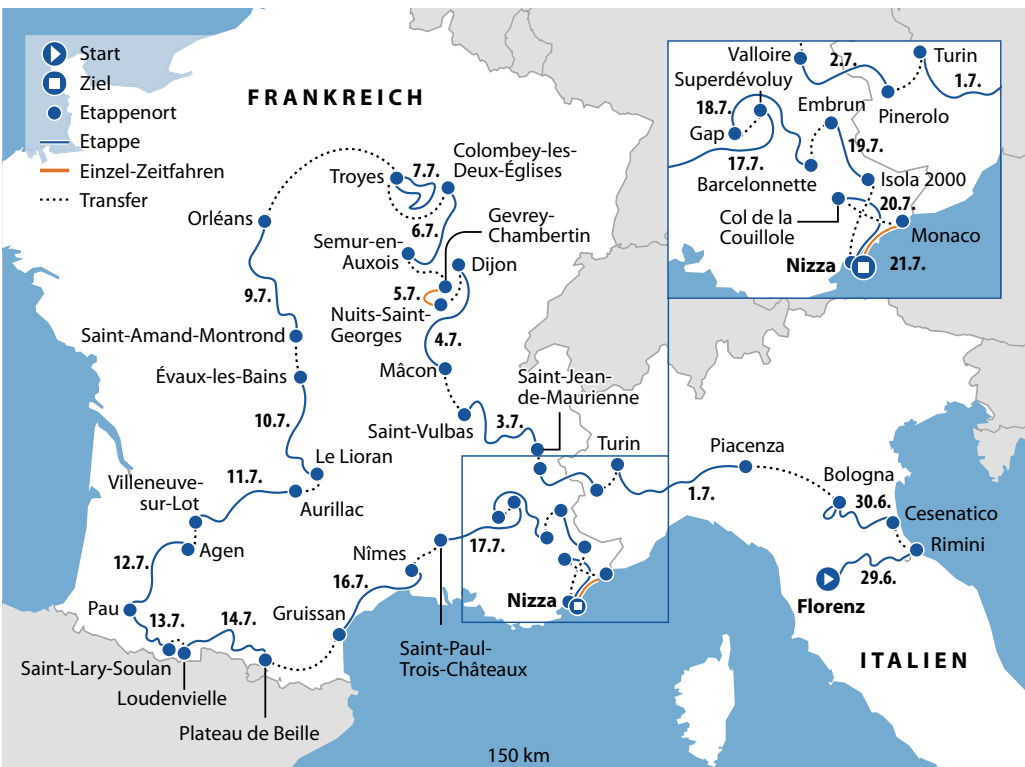 Start
Ziel
Etappenort
Etappe
Einzel-Zeitfahren
Transfer
FRANKREICH
Valloire
2.7.
Turin
Superdévoluy
1.7.
18.7.
Embrun
Pinerolo
Gap
19.7.
17.7.
Barcelonnette
Isola 2000
20.7.
Col de la
Couillole
Monaco
Nizza
21.7.
Troyes
7.7.
Colombey-les-
Deux-Églises
Orléans
6.7.
Gevrey-
Chambertin
Semur-en-
Auxois
Dijon
9.7.
5.7.
Nuits-Saint-
Georges
4.7.
Saint-Amand-Montrond
Mâcon
Évaux-les-Bains
Saint-Jean-
de-Maurienne
10.7.
Saint-Vulbas
3.7.
Le Lioran
Turin
Piacenza
11.7.
Villeneuve-
sur-Lot
Aurillac
1.7.
Bologna
30.6.
Cesenatico
Agen
17.7.
Rimini
12.7.
Nîmes
16.7.
29.6.
Pau
13.7.
14.7.
Gruissan
Nizza
Florenz
Saint-Lary-Soulan
Saint-Paul-
Trois-Châteaux
ITALIEN
Loudenvielle
Plateau de Beille
150 km